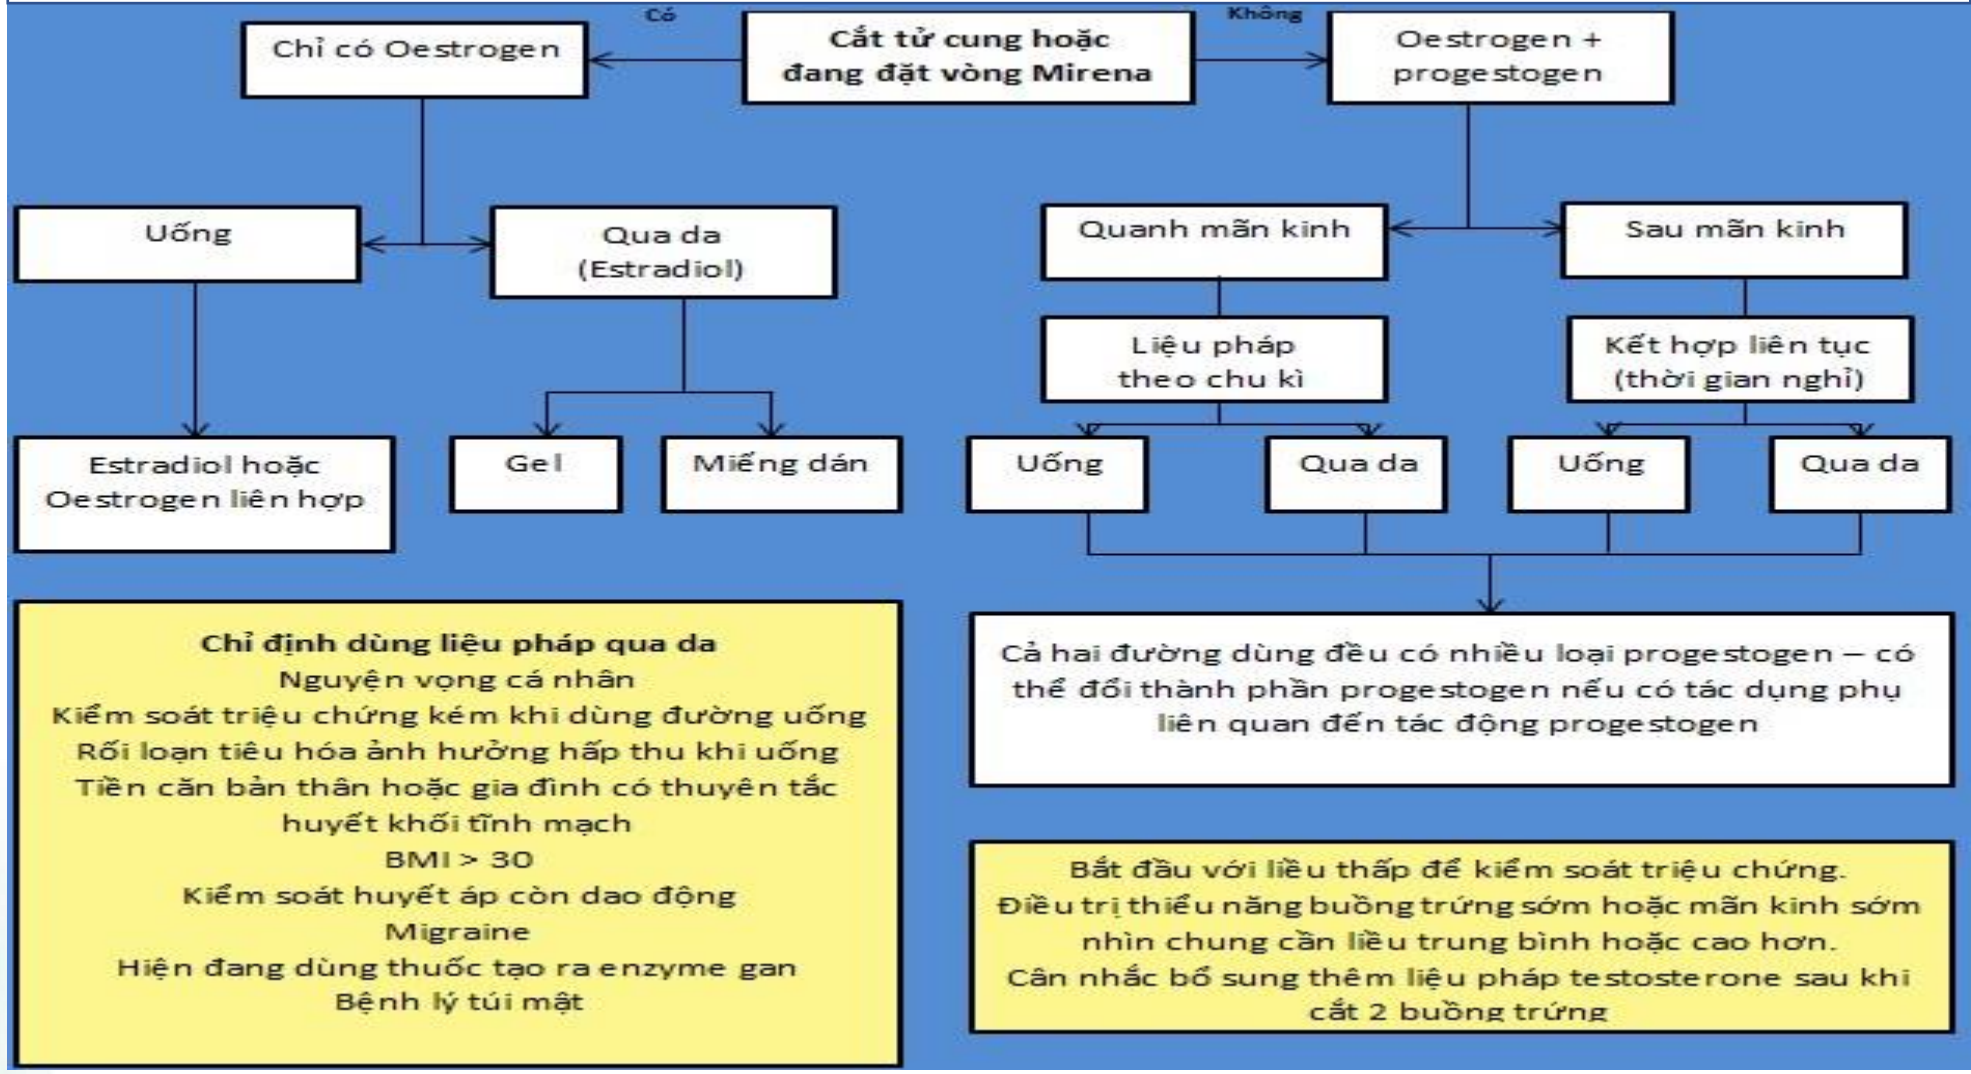 Có
Không
Chỉ có Oestrogen
Cắt tử cung hoặc
đang đặt vòng Mirena
Oestrogen +
progestogen
Uống
Qua da
(Estradiol)
Quanh mãn kinh
Sau mãn kinh
Liệu pháp
theo chu kì
Kết hợp liên tục
(thời gian nghỉ)
Estradiol hoặc
Oestrogen liên hợp
Gel
Miếng dán
Uống
Qua da
Uống
Qua da
Chỉ định dùng liệu pháp qua da
Nguyện vọng cá nhân
Kiểm soát triệu chứng kém khi dùng đường uống
Rối loạn tiêu hóa ảnh hưởng hấp thu khi uống
Tiền căn bản thân hoặc gia đình có thuyên tắc
huyết khối tĩnh mạch
BMI > 30
Kiểm soát huyết áp còn dao động
Migraine
Hiện đang dùng thuốc tạo ra enzyme gan
Bệnh lý túi mật
Cả hai đường dùng đều có nhiều loại progestogen – có
thể đổi thành phần progestogen nếu có tác dụng phụ
liên quan đến tác động progestogen
Bắt đầu với liều thấp để kiểm soát triệu chứng.
Điều trị thiểu năng buồng trứng sớm hoặc mãn kinh sớm
nhìn chung cần liều trung bình hoặc cao hơn.
Cân nhắc bổ sung thêm liệu pháp testosterone sau khi
cắt 2 buồng trứng